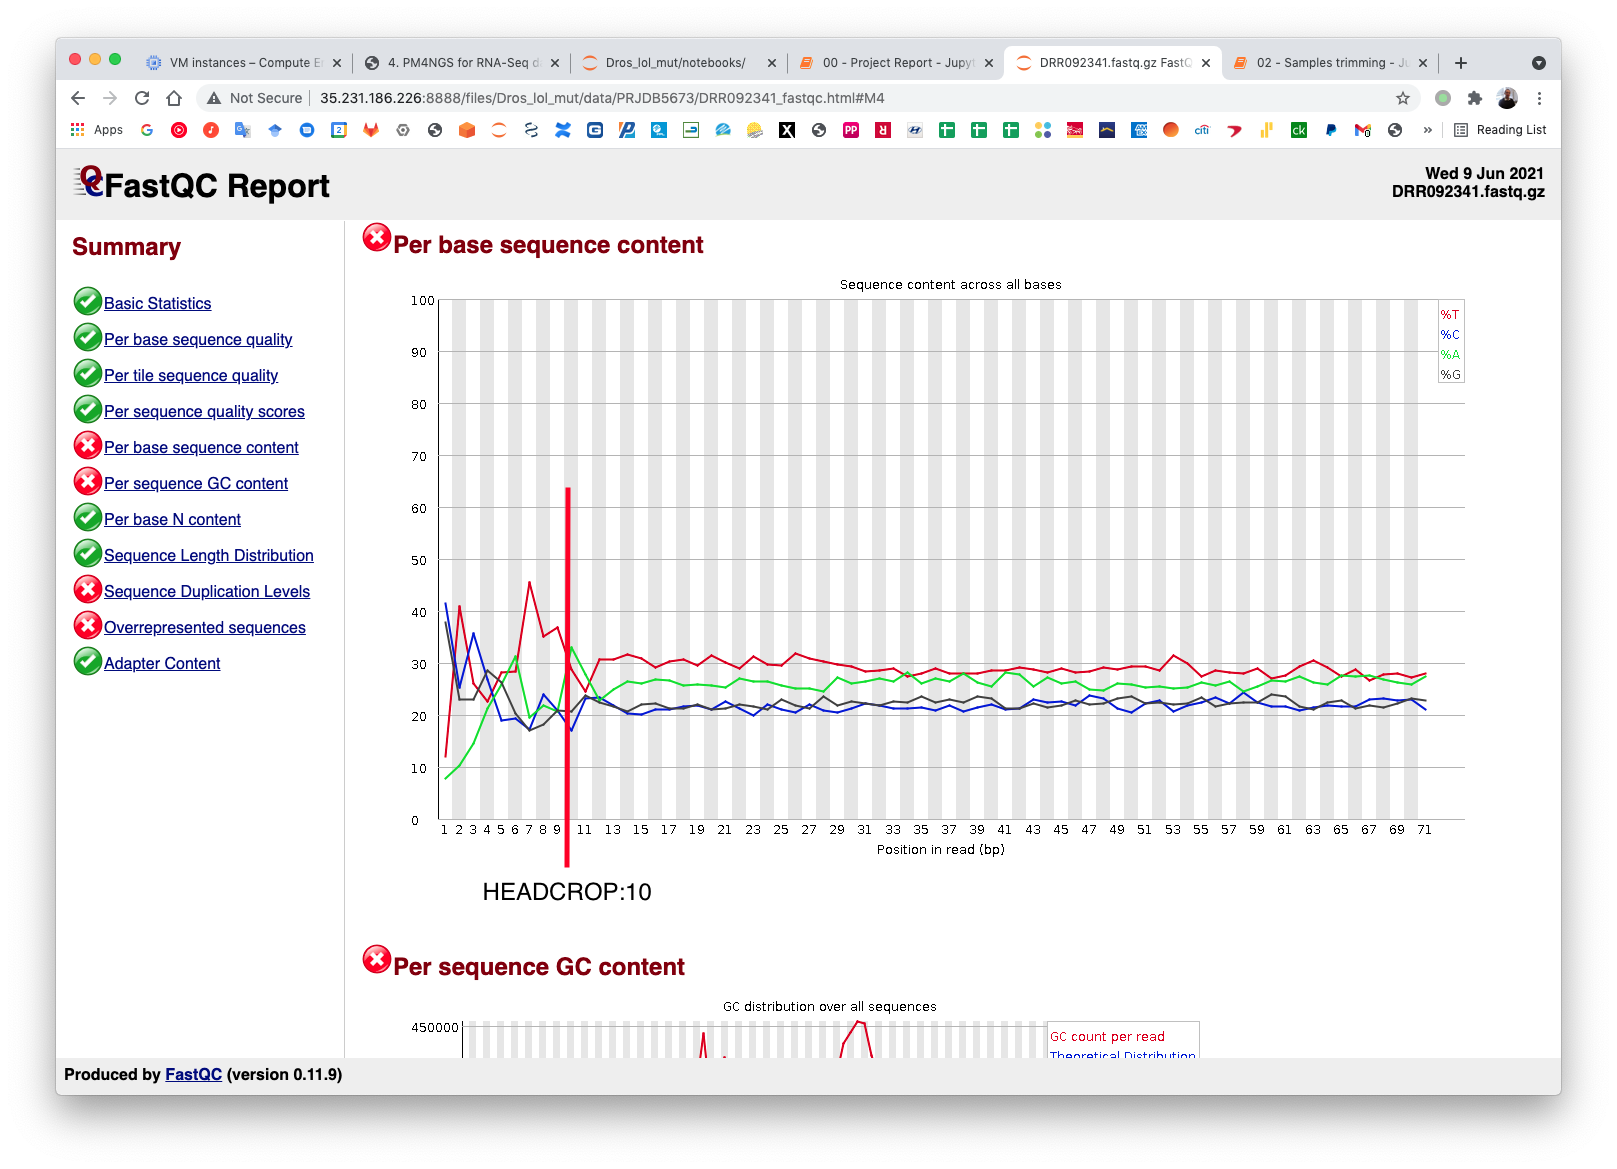 VM instances – Compute E
4. PM4NGS for RNA-Seq d
Dros_lol_mut/notebooks/
00 - Project Report - Jupyt
DRR092341.fastq.gz FastQ
02 - Samples trimming - Ju
Not Secure
35.231.186.226:8888/files/Dros_lol_mut/data/PRJDB5673/DRR092341_fastqc.html#M4
Apps
Reading List
FastQC Report
Wed 9 Jun 2021
DRR092341.fastq.gz
Summary
Basic Statistics
Per base sequence quality
Per tile sequence quality
Per sequence quality scores
Per base sequence content
Per sequence GC content
Per base N content
Sequence Length Distribution
Sequence Duplication Levels
Overrepresented sequences
Adapter Content
Per base sequence content
Sequence content across all bases
100
90
80
70
60
50
40
30
20
10
0
%T
%C
%A
%G
1 2 3 4 5 6 7 8 9 11 13 15 17 19 21 23 25 27 29 31 33 35 37 39 41 43 45 47 49 51 53 55 57 59 61 63 65 67 69 71
Position in read (bp)
HEADCROP:10
Per sequence GC content
GC distribution over all sequences
450000
GC count per read
Theoretical Distribution
Produced by FastQC (version 0.11.9)